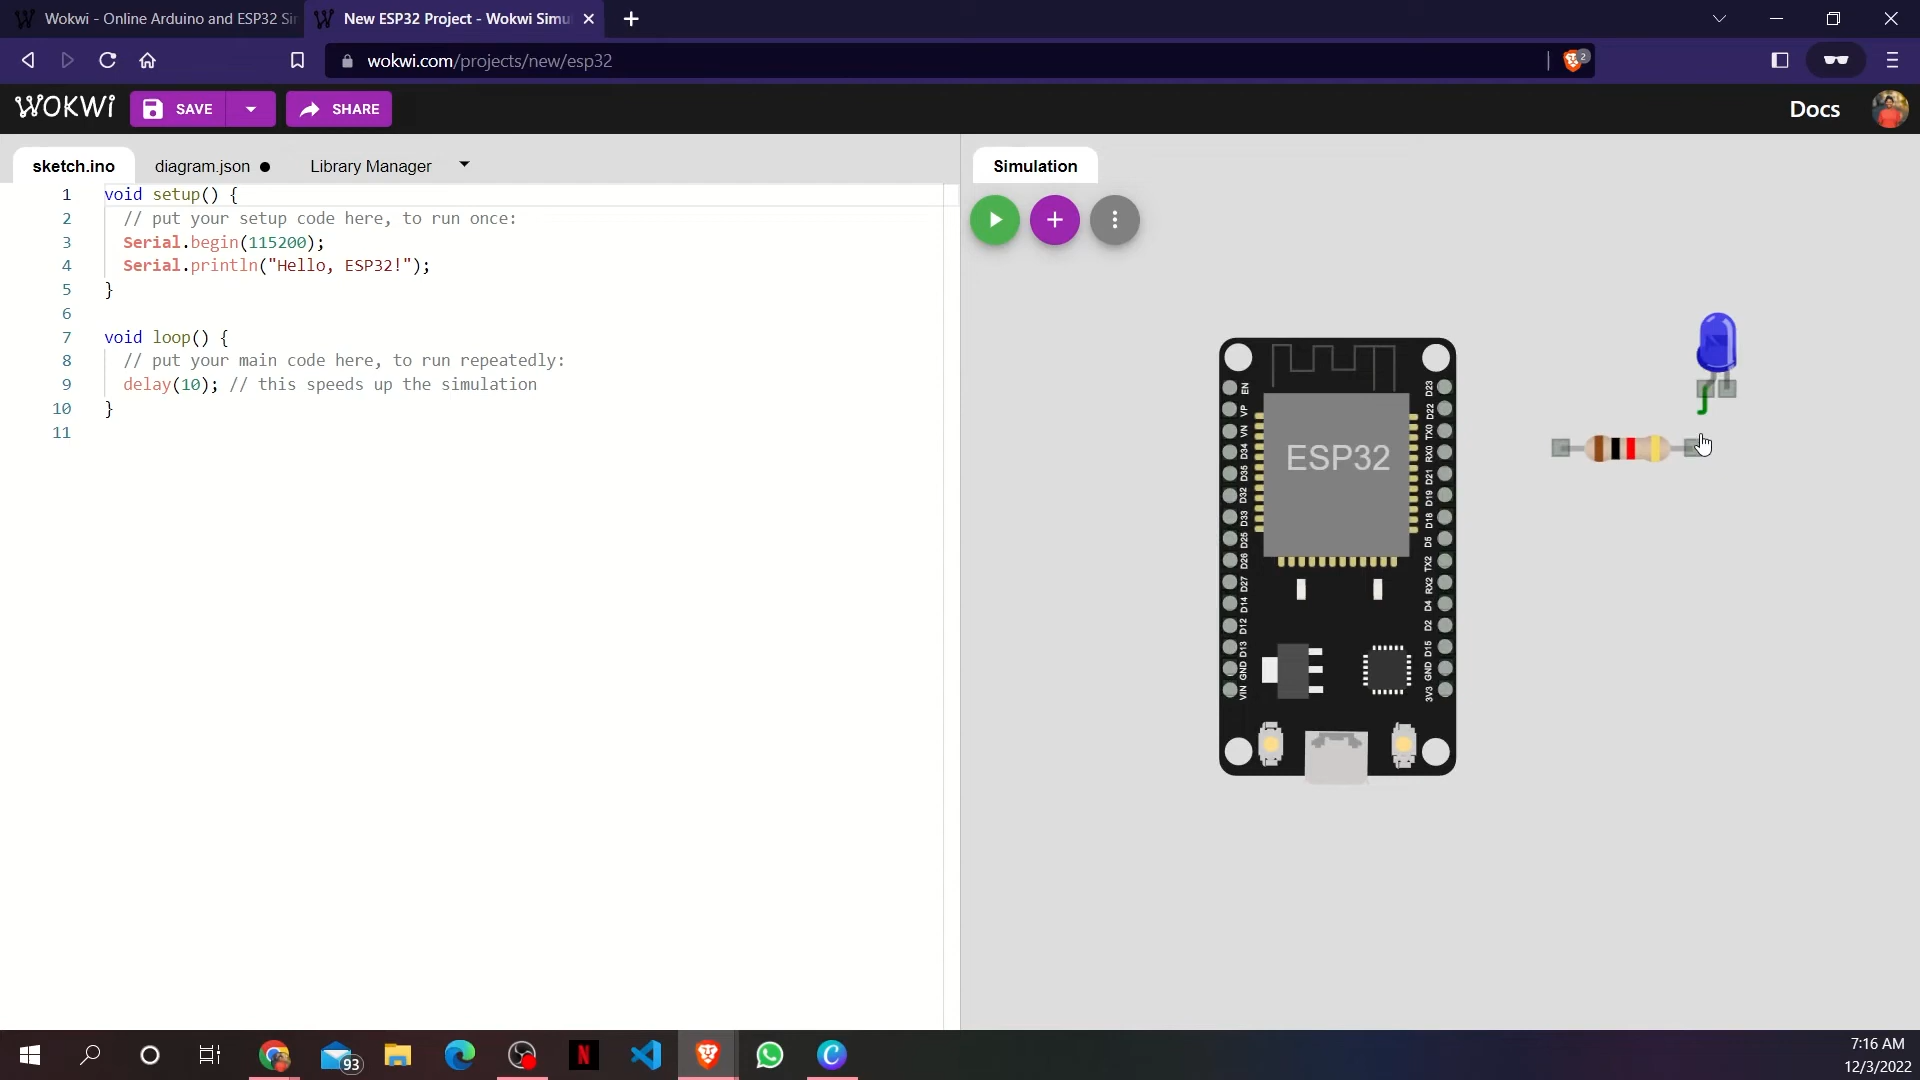 Wokwi - Online Arduino and ESP32 Si
New ESP32 Project - Wokwi Simu
wokwi.com/projects/new/esp32
2
WOKWi
SAVE
SHARE
Docs
sketch.ino
diagram.json
Library Manager
Simulation
1 void setup() {
2 // put your setup code here, to run once:
3 Serial.begin(115200);
4 Serial.println("Hello, ESP32!");
5 }
6
7 void loop() {
8 // put your main code here, to run repeatedly:
9 delay(10); // this speeds up the simulation
10 }
11
ESP32
EN
VP
VN
D34
D35
D32
D33
D25
D26
D27
D14
D12
D13
GND
VIN
D23
D22
TX0
RX0
D21
D19
D18
D5
TX2
RX2
D4
D2
D15
GND
3V3
93
N
C
7:16 AM
12/3/2022